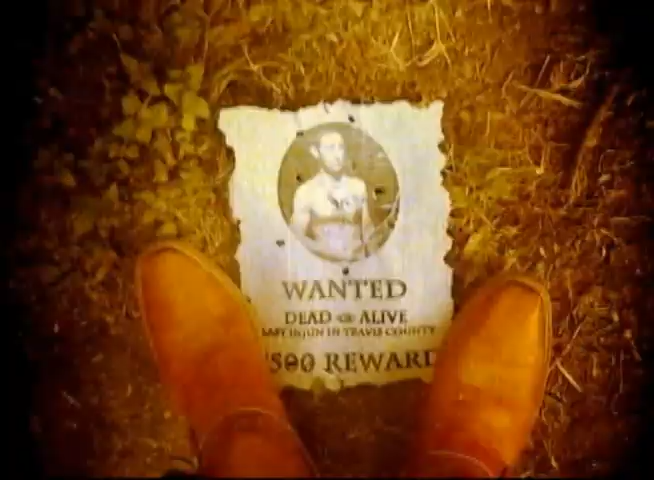 WANTED
DEAD OR ALIVE
LAST INJUN IN TRAVIS COUNTY
$500 REWARD